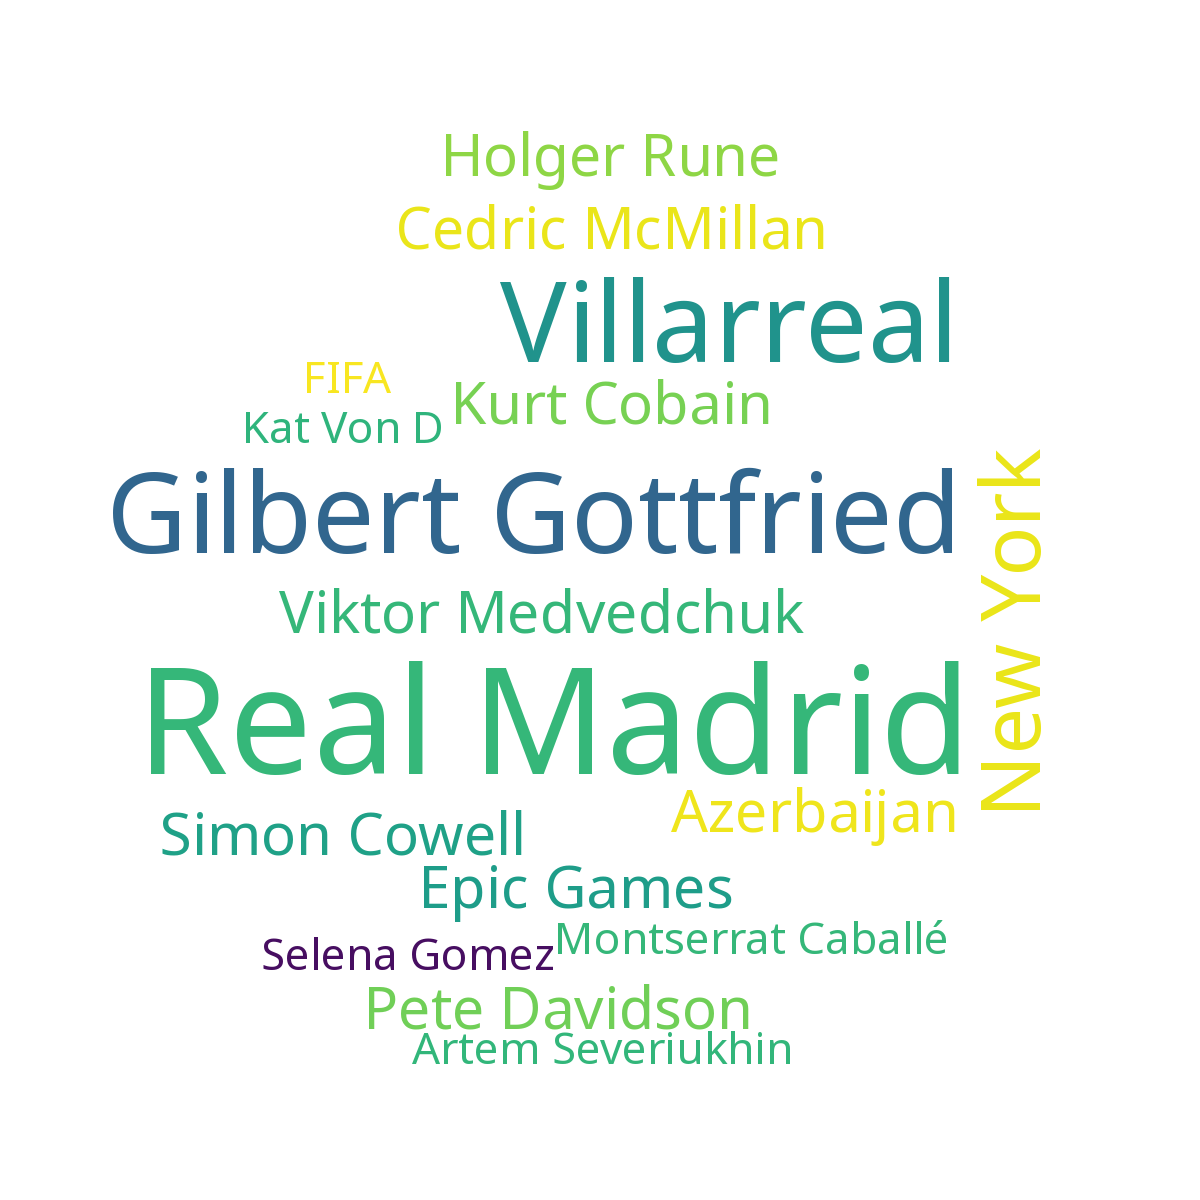 Holger Rune
Cedric McMillan
Villarreal
FIFA
Kurt Cobain
Kat Von D
Gilbert Gottfried
New York
Viktor Medvedchuk
Real Madrid
Azerbaijan
Simon Cowell
Epic Games
Montserrat Caballé
Selena Gomez
Pete Davidson
Artem Severiukhin